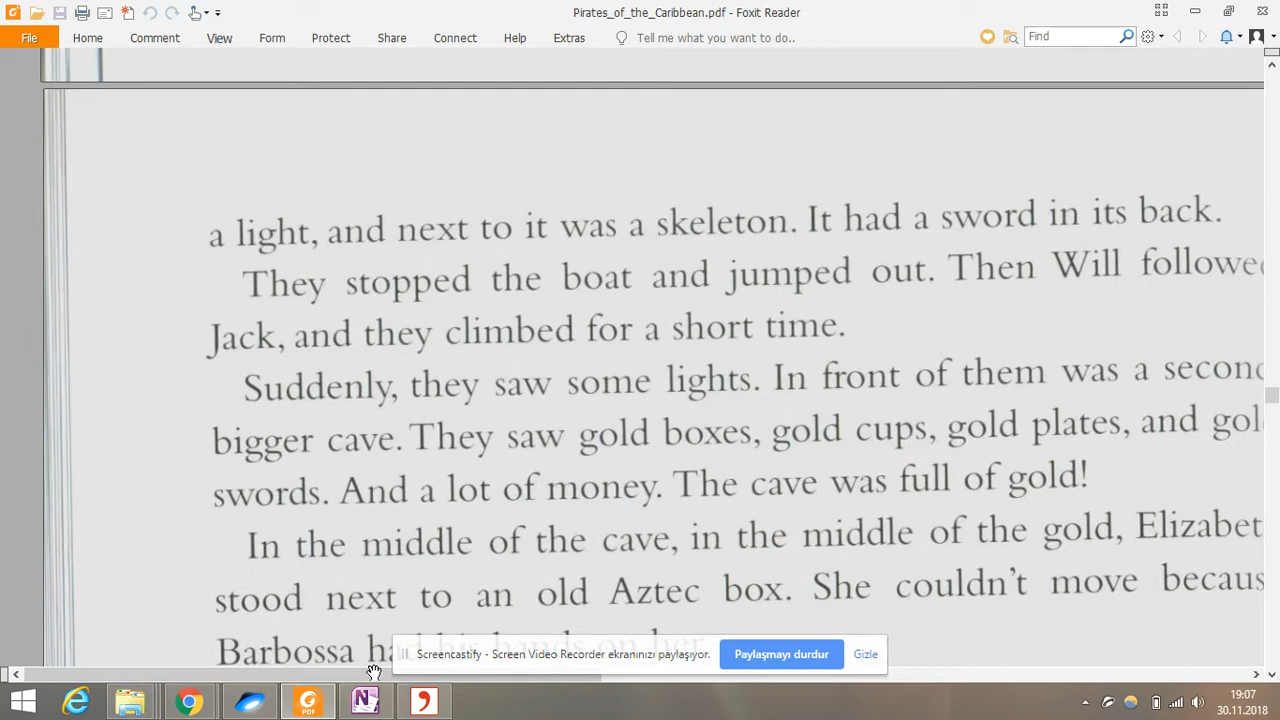 Pirates_of_the_Caribbean.pdf - Foxit Reader
File Home Comment View Form Protect Share Connect Help Extras Tell me what you want to do.. Find
a light, and next to it was a skeleton. It had a sword in its back.
They stopped the boat and jumped out. Then Will followe
Jack, and they climbed for a short time.
Suddenly, they saw some lights. In front of them was a secon
bigger cave. They saw gold boxes, gold cups, gold plates, and gol
swords. And a lot of money. The cave was full of gold!
In the middle of the cave, in the middle of the gold, Elizabet
stood next to an old Aztec box. She couldn't move becaus
Barbossa had his hands on her.
Screencastify - Screen Video Recorder ekranınızı paylaşıyor. Paylaşmayı durdur Gizle
PDF
19:07
30.11.2018